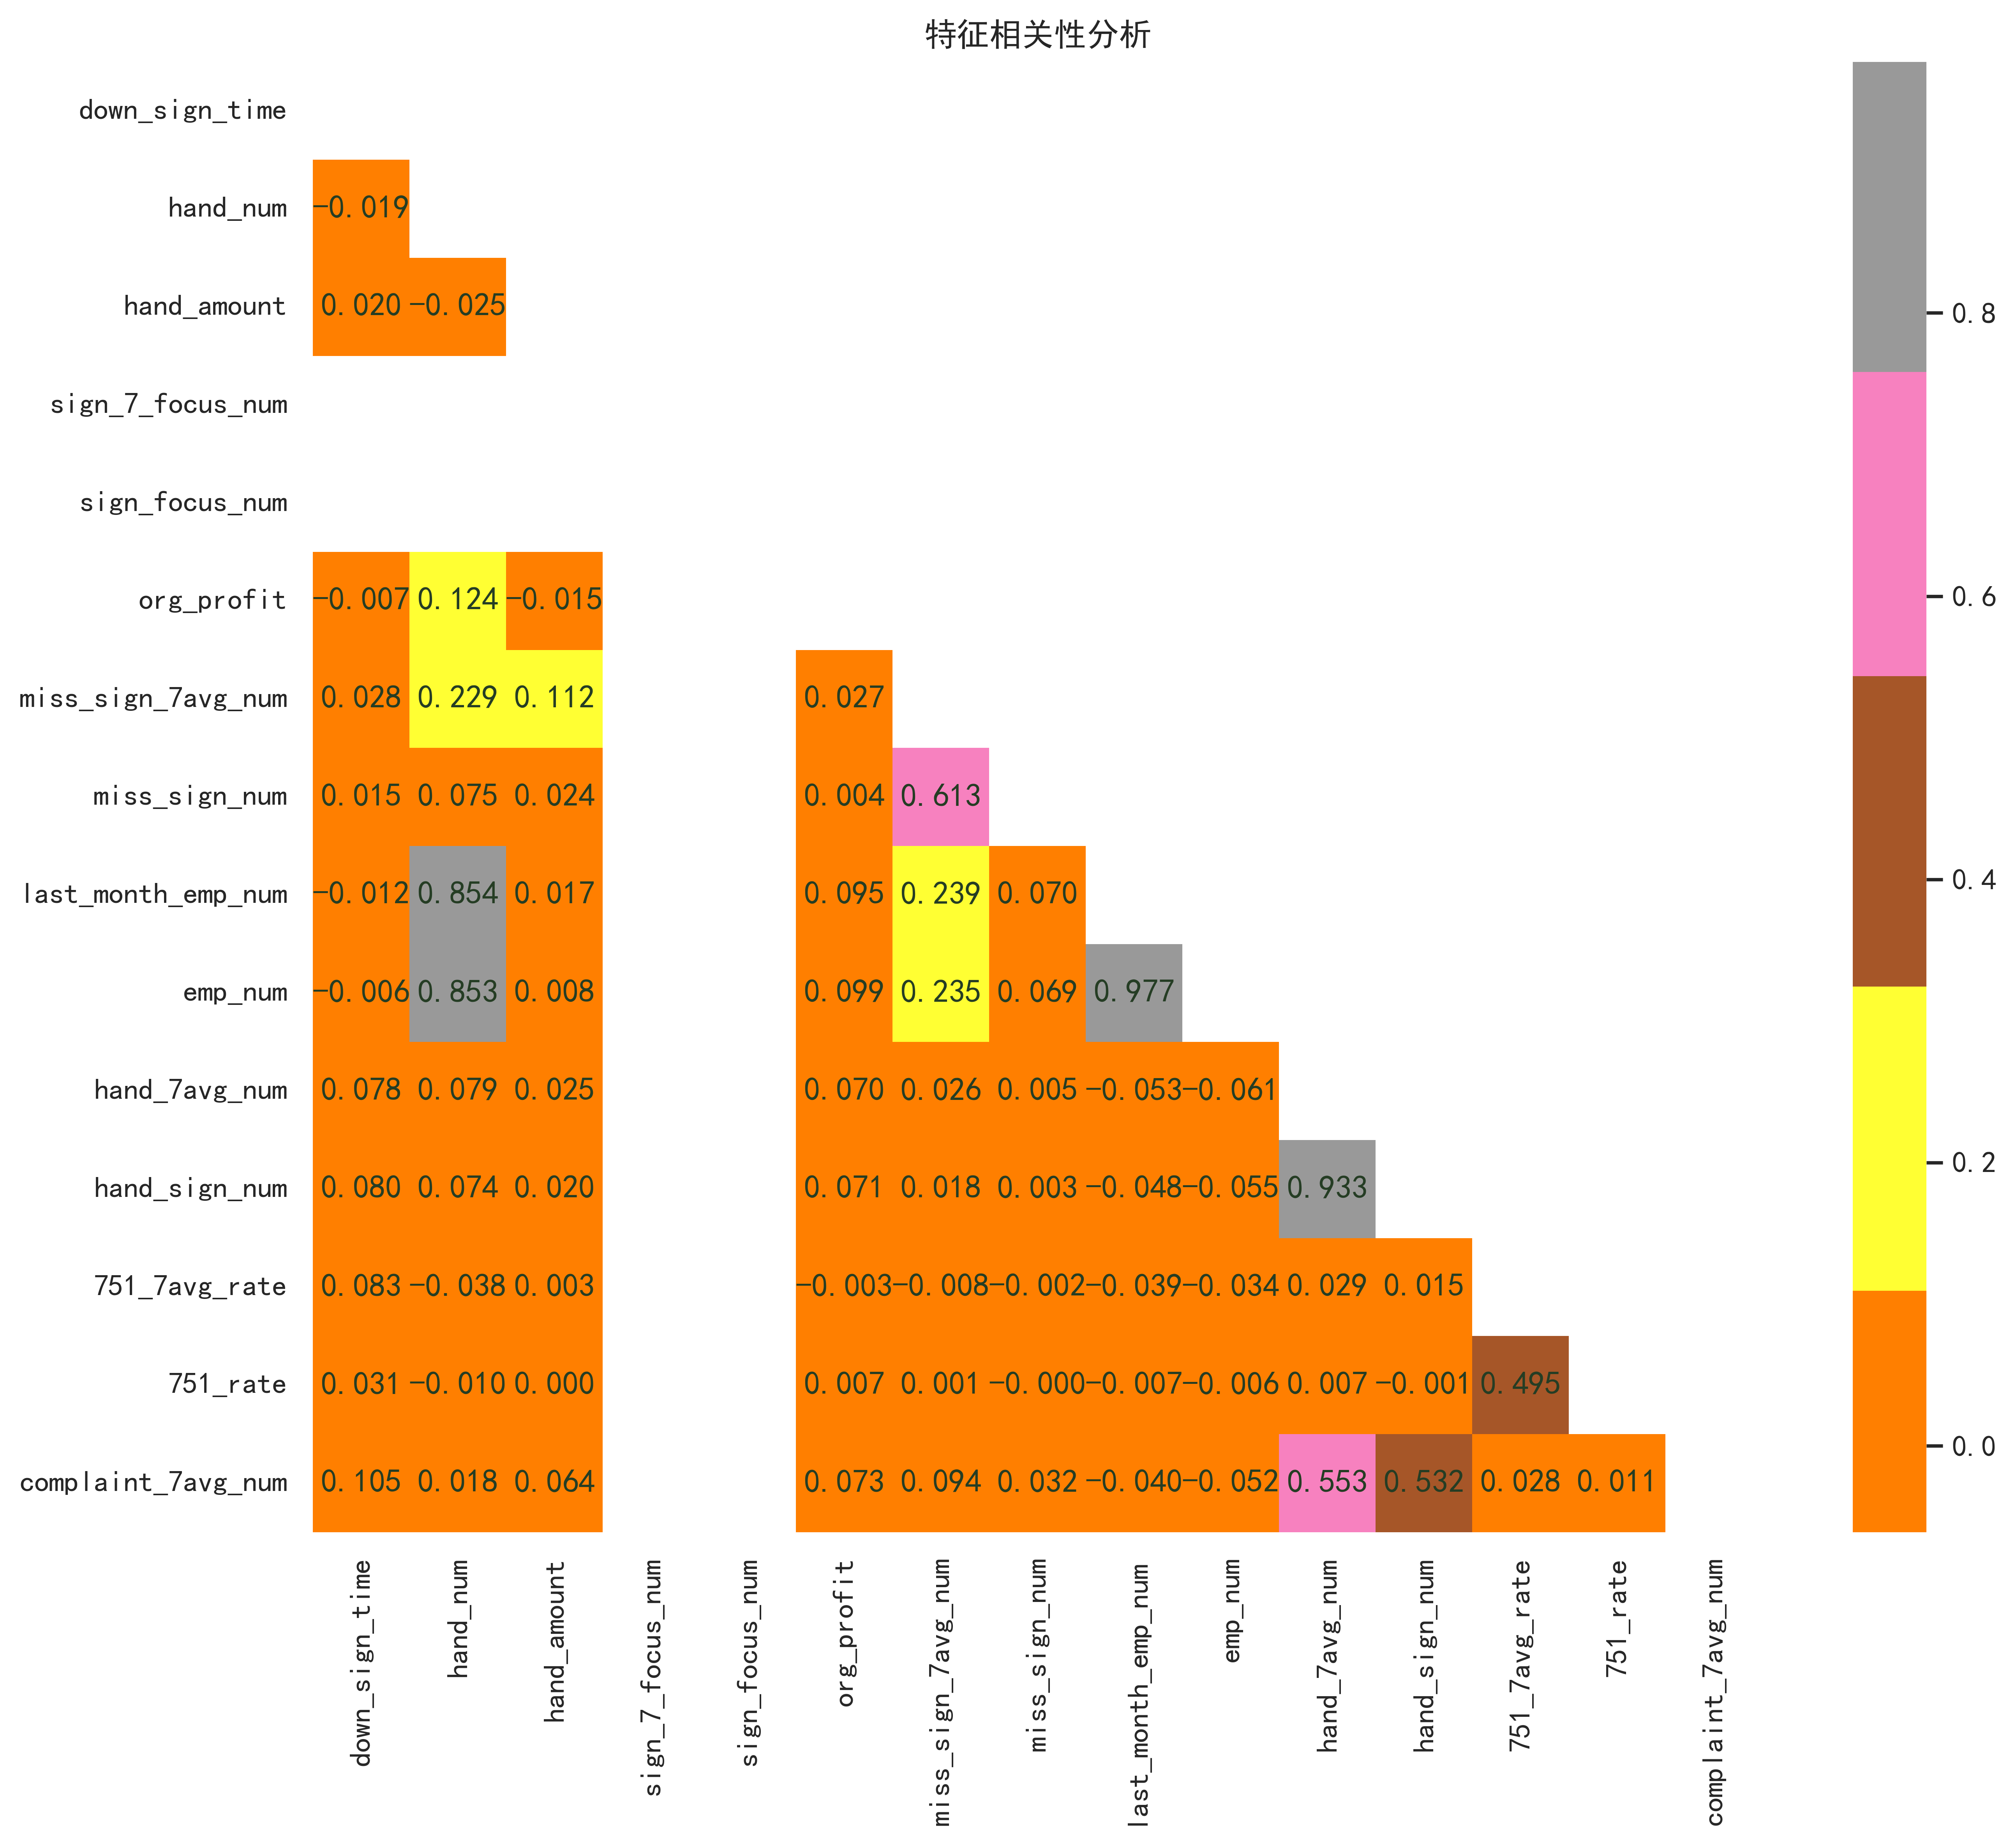 特征相关性分析
down_sign_time
hand_num -0.019
hand_amount 0.020 -0.025
sign_7_focus_num
sign_focus_num
org_profit -0.007 0.124 -0.015
miss_sign_7avg_num 0.028 0.229 0.112 0.027
miss_sign_num 0.015 0.075 0.024 0.004 0.613
last_month_emp_num -0.012 0.854 0.017 0.095 0.239 0.070
emp_num -0.006 0.853 0.008 0.099 0.235 0.069 0.977
hand_7avg_num 0.078 0.079 0.025 0.070 0.026 0.005 -0.053 -0.061
hand_sign_num 0.080 0.074 0.020 0.071 0.018 0.003 -0.048 -0.055 0.933
751_7avg_rate 0.083 -0.038 0.003 -0.003 -0.008 -0.002 -0.039 -0.034 0.029 0.015
751_rate 0.031 -0.010 0.000 0.007 0.001 -0.000 -0.007 -0.006 0.007 -0.001 0.495
complaint_7avg_num 0.105 0.018 0.064 0.073 0.094 0.032 -0.040 -0.052 0.553 0.532 0.028 0.011
down_sign_time
hand_num
hand_amount
sign_7_focus_num
sign_focus_num
org_profit
miss_sign_7avg_num
miss_sign_num
last_month_emp_num
emp_num
hand_7avg_num
hand_sign_num
751_7avg_rate
751_rate
complaint_7avg_num
0.8
0.6
0.4
0.2
0.0